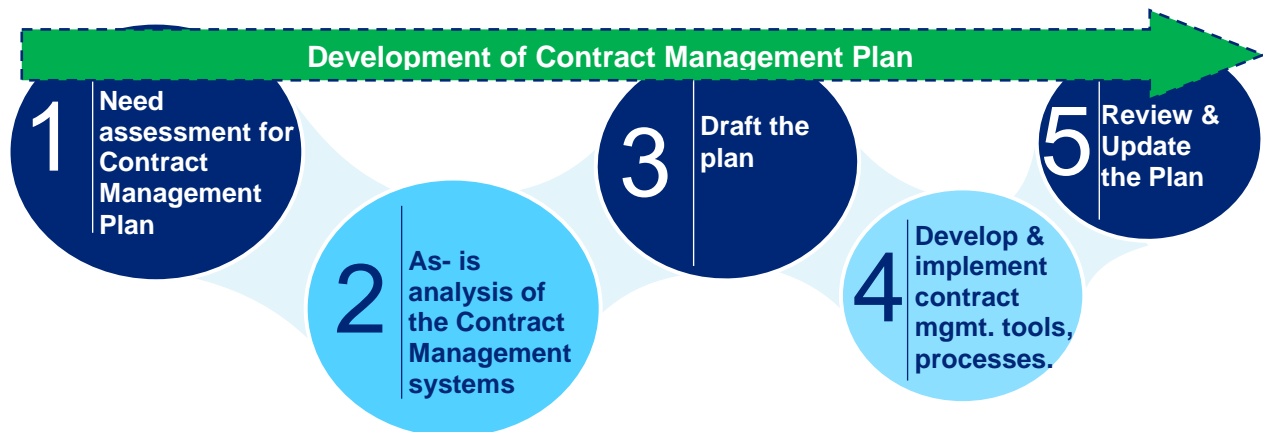 Development of Contract Management Plan
1
Need
assessment for
Contract
Management
Plan
2
As- is
analysis of
the Contract
Management
systems
3
Draft the
plan
4
Develop &
implement
contract
mgmt. tools,
processes.
5
Review &
Update
the Plan